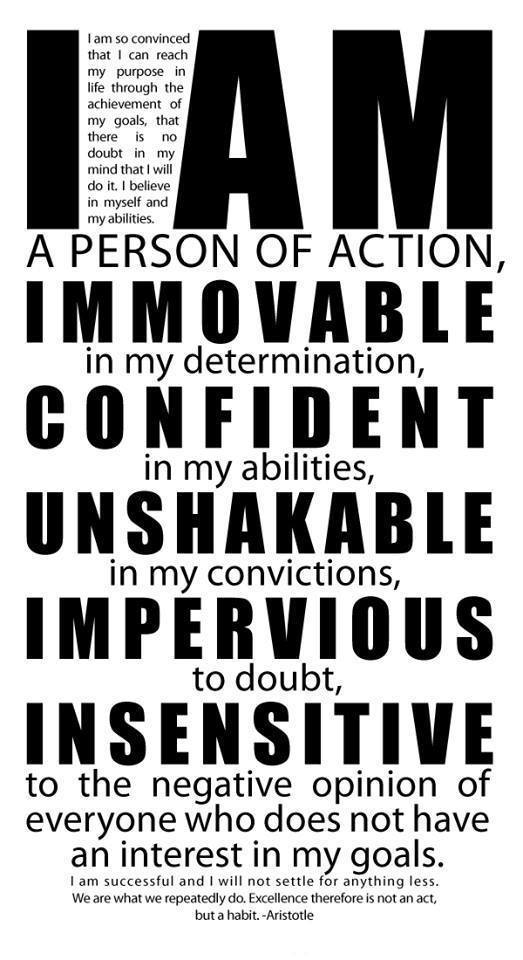 I AM
I am so convinced
that I can reach
my purpose in
life through the
achievement of
my goals, that
there is no
doubt in my
mind that I will
do it. I believe
in myself and
my abilities.
A PERSON OF ACTION,
IMMOVABLE
in my determination,
CONFIDENT
in my abilities,
UNSHAKABLE
in my convictions,
IMPERVIOUS
to doubt,
INSENSITIVE
to the negative opinion of
everyone who does not have
an interest in my goals.
I am successful and I will not settle for anything less.
We are what we repeatedly do. Excellence therefore is not an act,
but a habit. -Aristotle